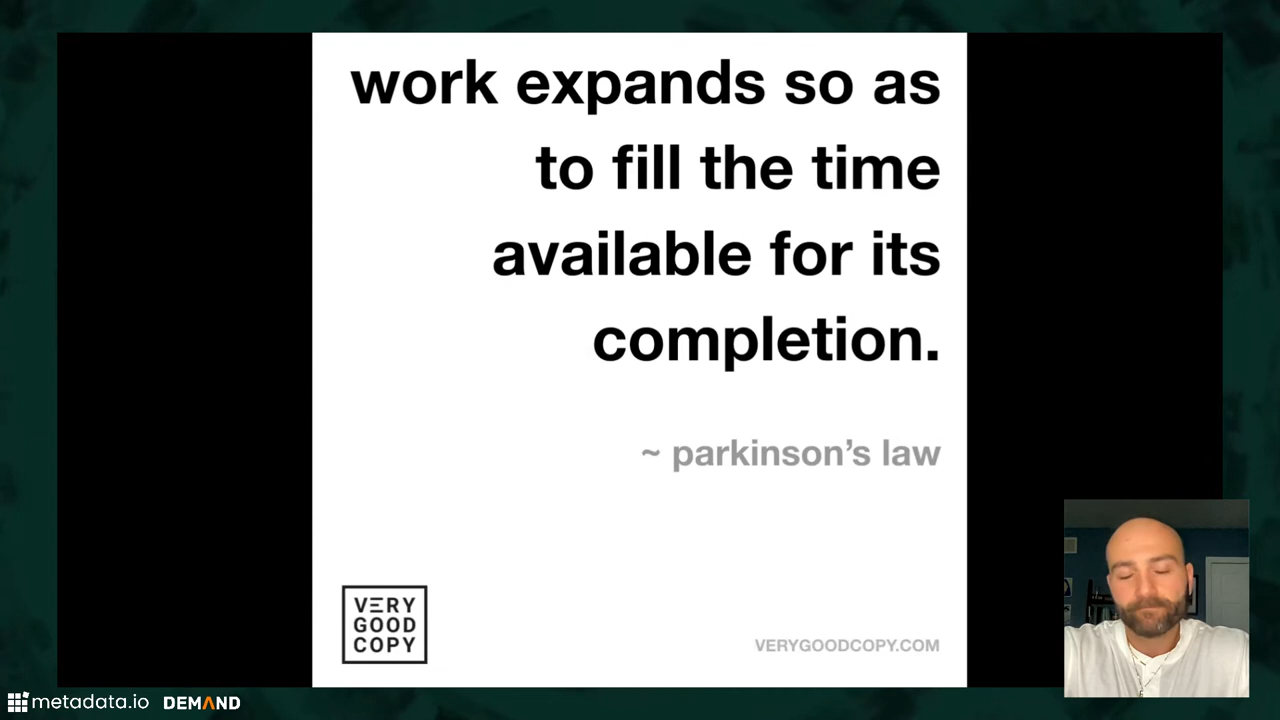 work expands so as
to fill the time
available for its
completion.
~ parkinson's law
VERY
GOOD
COPY
VERYGOODCOPY.COM
metadata.io DEMAND